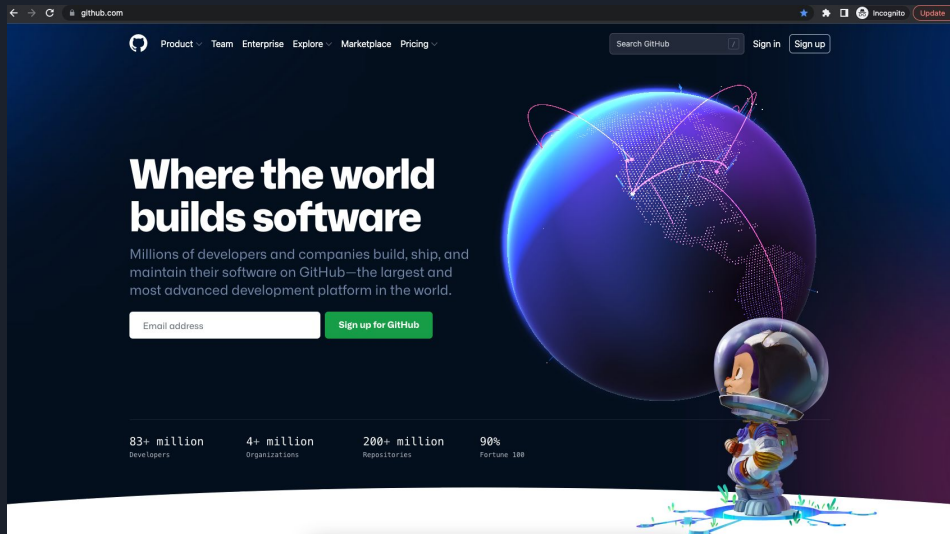 github.com
Incognito
Update
Product
Team
Enterprise
Explore
Marketplace
Pricing
Search GitHub
/
Sign in
Sign up
Where the world
builds software
Millions of developers and companies build, ship, and
maintain their software on GitHub—the largest and
most advanced development platform in the world.
Email address
Sign up for GitHub
83+ million
Developers
4+ million
Organizations
200+ million
Repositories
90%
Fortune 100